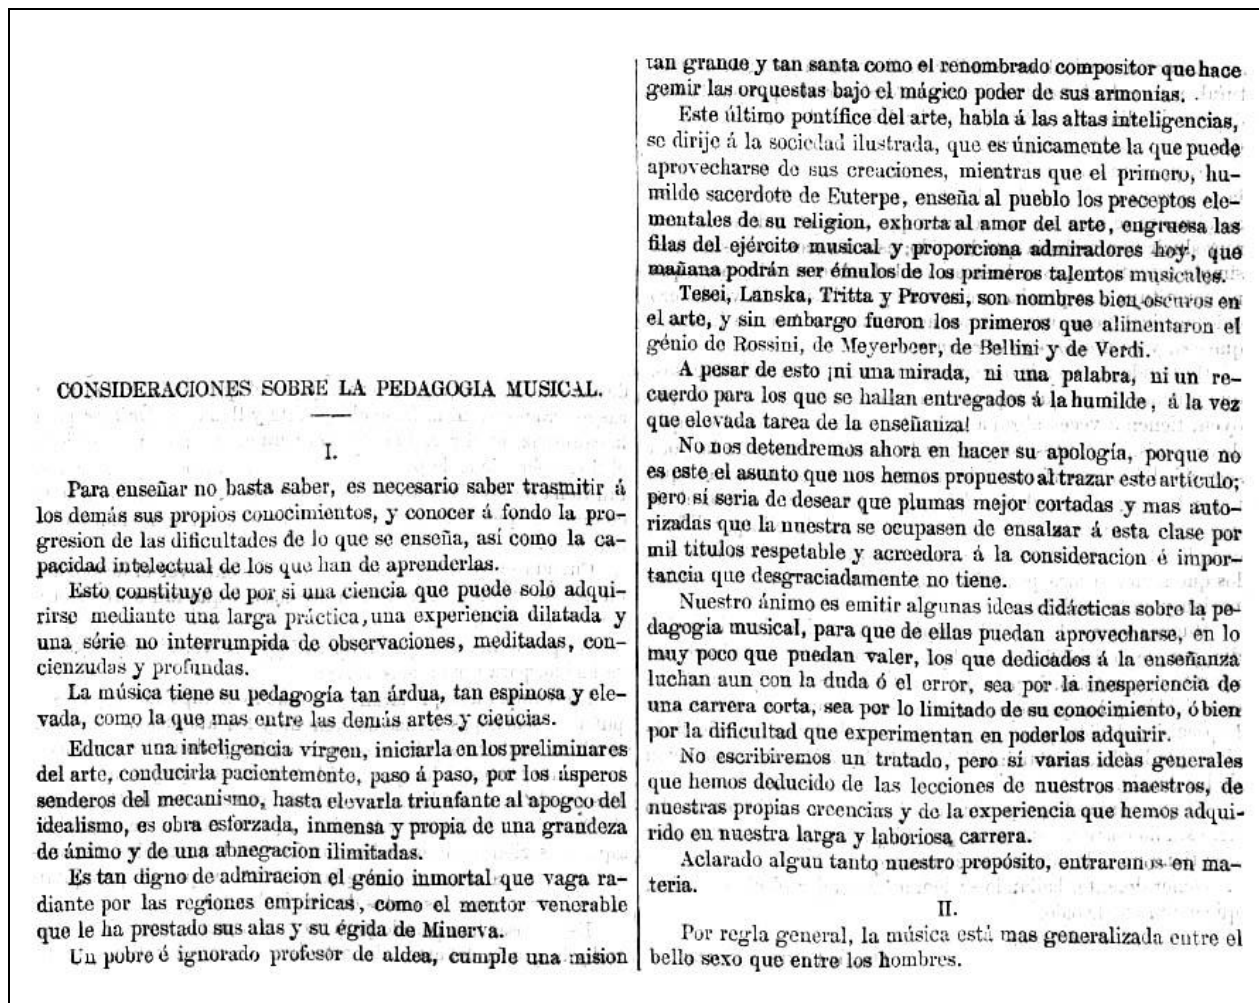 CONSIDERACIONES SOBRE LA PEDAGOGIA MUSICAL.
I.
Para enseñar no basta saber, es necesario saber trasmitir á
los demás sus propios conocimientos, y conocer á fondo la pro-
gresion de las dificultades de lo que se enseña, así como la ca-
pacidad intelectual de los que han de aprenderlas.
Esto constituye de por si una ciencia que puede solo adqui-
rirse mediante una larga práctica, una experiencia dilatada y
una série no interrumpida de observaciones, meditadas, con-
cienzudas y profundas.
La música tiene su pedagogía tan árdua, tan espinosa y ele-
vada, como la que mas entre las demás artes y ciencias.
Educar una inteligencia vírgen, iniciarla en los preliminares
del arte, conducirla pacientemente, paso á paso, por los ásperos
senderos del mecanismo, hasta elevarla triunfante al apogeo del
idealismo, es obra esforzada, inmensa y propia de una grandeza
de ánimo y de una abnegacion ilimitadas.
Es tan digno de admiracion el génio inmortal que vaga ra-
diante por las regiones empíricas, como el mentor venerable
que le ha prestado sus alas y su égida de Minerva.
Un pobre é ignorado profesor de aldea, cumple una mision
tan grande y tan santa como el renombrado compositor que hace
gemir las orquestas bajo el mágico poder de sus armonías.
Este último pontífice del arte, habla á las altas inteligencias,
se dirije á la sociedad ilustrada, que es únicamente la que puede
aprovecharse de sus creaciones, mientras que el primero, hu-
milde sacerdote de Euterpe, enseña al pueblo los preceptos ele-
mentales de su religion, exhorta al amor del arte, engruesa las
filas del ejército musical y proporciona admiradores hoy, que
mañana podrán ser émulos de los primeros talentos musicales.
Tesei, Lanska, Tritta y Provesi, son nombres bien oscuros en
el arte, y sin embargo fueron los primeros que alimentaron el
génio de Rossini, de Meyerbeer, de Bellini y de Verdi.
A pesar de esto ¡ni una mirada, ni una palabra, ni un re-
cuerdo para los que se hallan entregados á la humilde, á la vez
que elevada tarea de la enseñanza!
No nos detendremos ahora en hacer su apología, porque no
es este el asunto que nos hemos propuesto al trazar este artículo;
pero sí seria de desear que plumas mejor cortadas y mas auto-
rizadas que la nuestra se ocupasen de ensalzar á esta clase por
mil titulos respetable y acreedora á la consideracion é impor-
tancia que desgraciadamente no tiene.
Nuestro ánimo es emitir algunas ideas didácticas sobre la pe-
dagogia musical, para que de ellas puedan aprovecharse, en lo
muy poco que puedan valer, los que dedicados á la enseñanza
luchan aun con la duda ó el error, sea por la inesperiencia de
una carrera corta, sea por lo limitado de su conocimiento, ó bien
por la dificultad que experimentan en poderlos adquirir.
No escribiremos un tratado, pero sí varias ideas generales
que hemos deducido de las lecciones de nuestros maestros, de
nuestras propias creencias y de la experiencia que hemos adqui-
rido en nuestra larga y laboriosa carrera.
Aclarado algun tanto nuestro propósito, entraremos en ma-
teria.
II.
Por regla general, la música está mas generalizada entre el
bello sexo que entre los hombres.